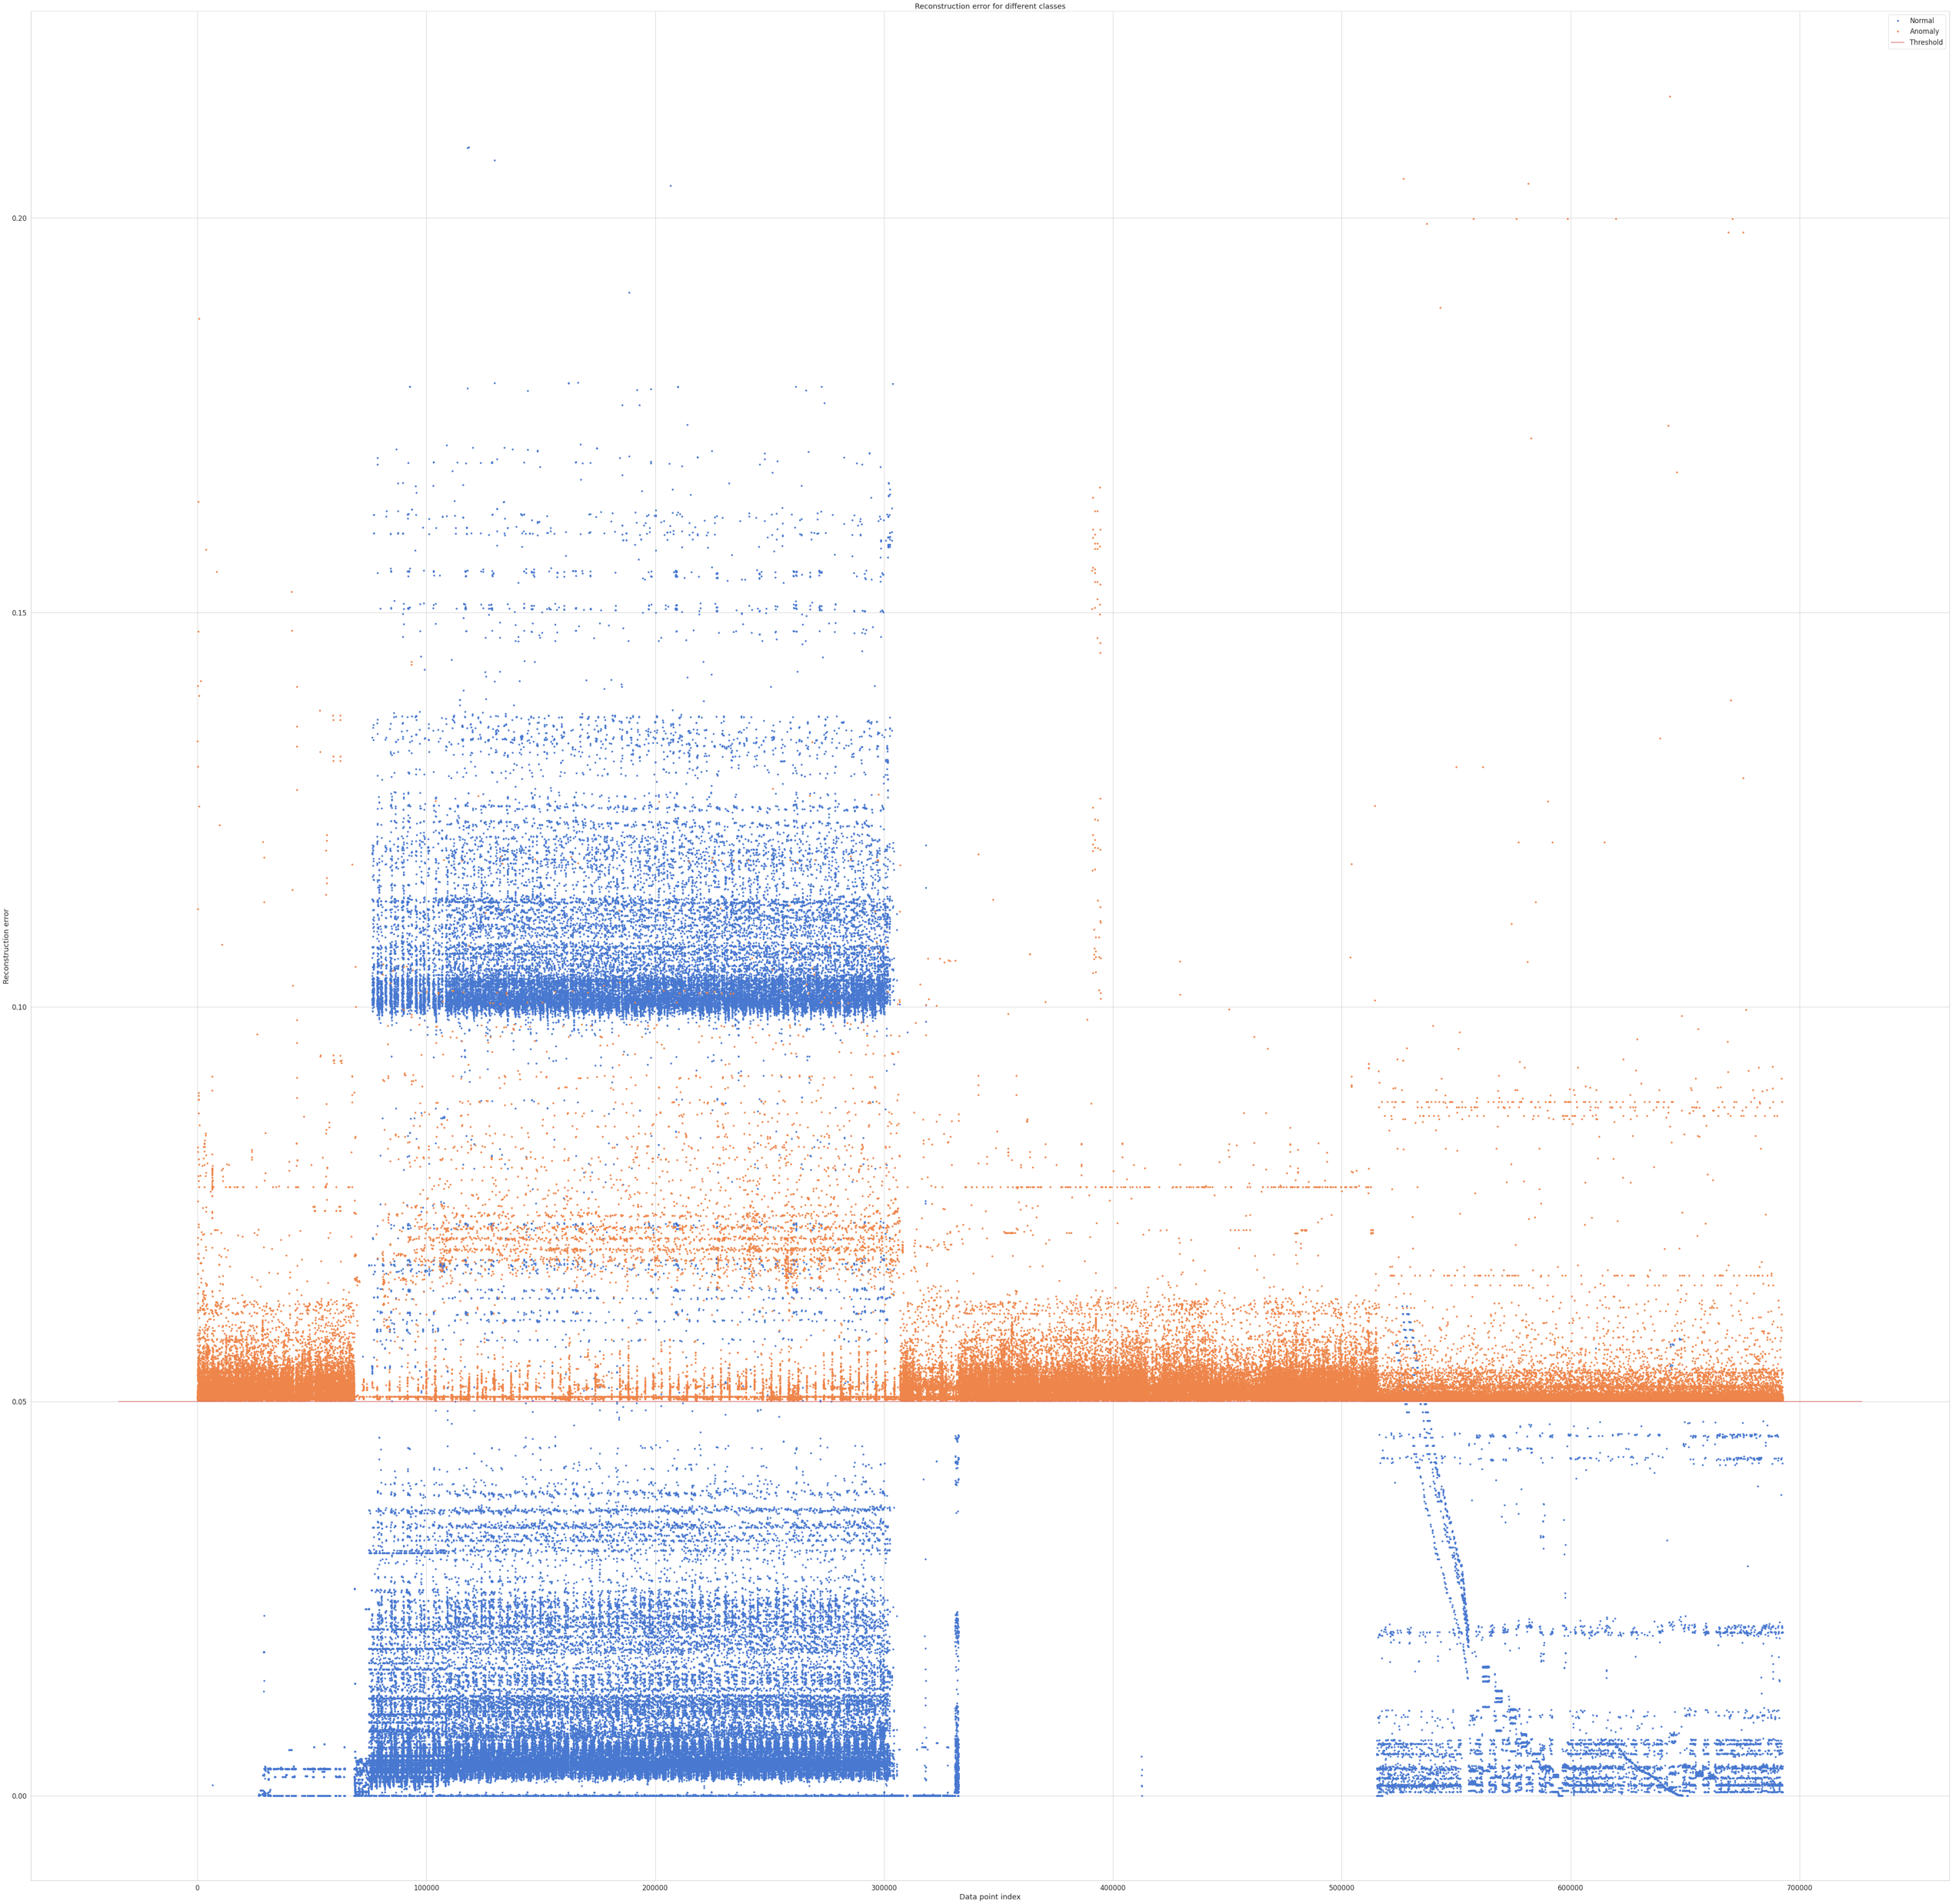 Reconstruction error for different classes
Normal
Anomaly
Threshold
Reconstruction error
0.20
0.15
0.10
0.05
0.00
0
100000
200000
300000
400000
500000
600000
700000
Data point index